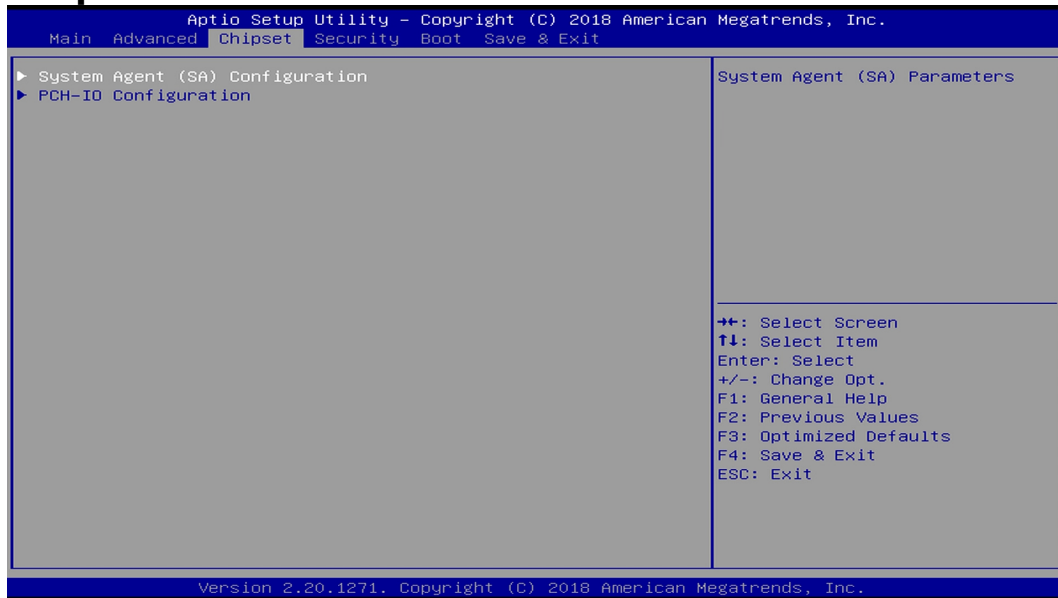 Aptio Setup Utility – Copyright (C) 2018 American Megatrends, Inc.
Main Advanced Chipset Security Boot Save & Exit
► System Agent (SA) Configuration
► PCH-IO Configuration
System Agent (SA) Parameters
→←: Select Screen
↑↓: Select Item
Enter: Select
+/-: Change Opt.
F1: General Help
F2: Previous Values
F3: Optimized Defaults
F4: Save & Exit
ESC: Exit
Version 2.20.1271. Copyright (C) 2018 American Megatrends, Inc.